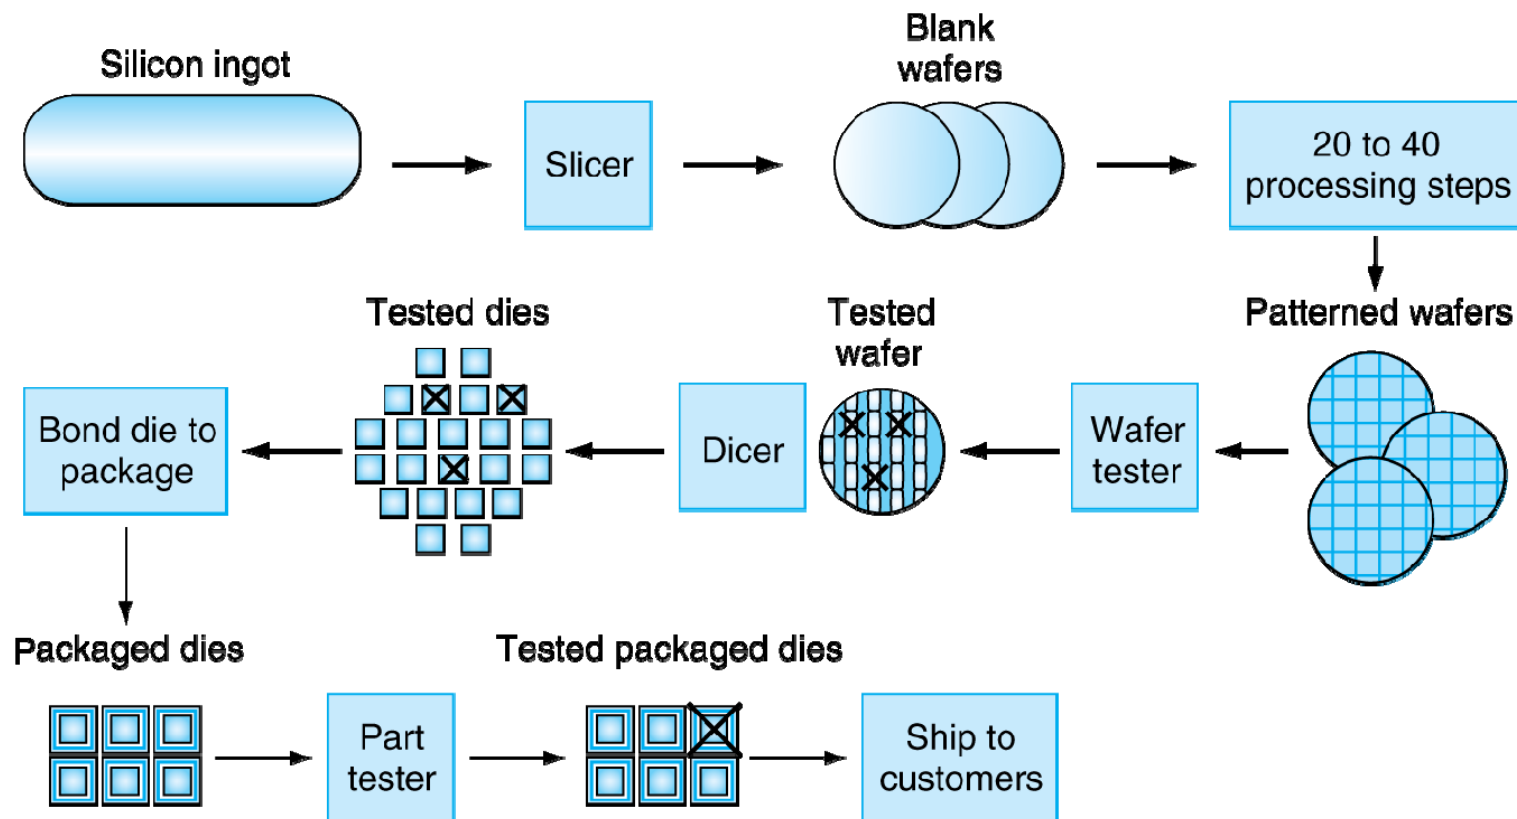 Silicon ingot
Slicer
Blank
wafers
20 to 40
processing steps
Patterned wafers
Wafer
tester
Tested
wafer
Dicer
Tested dies
Bond die to
package
Packaged dies
Part
tester
Tested packaged dies
Ship to
customers